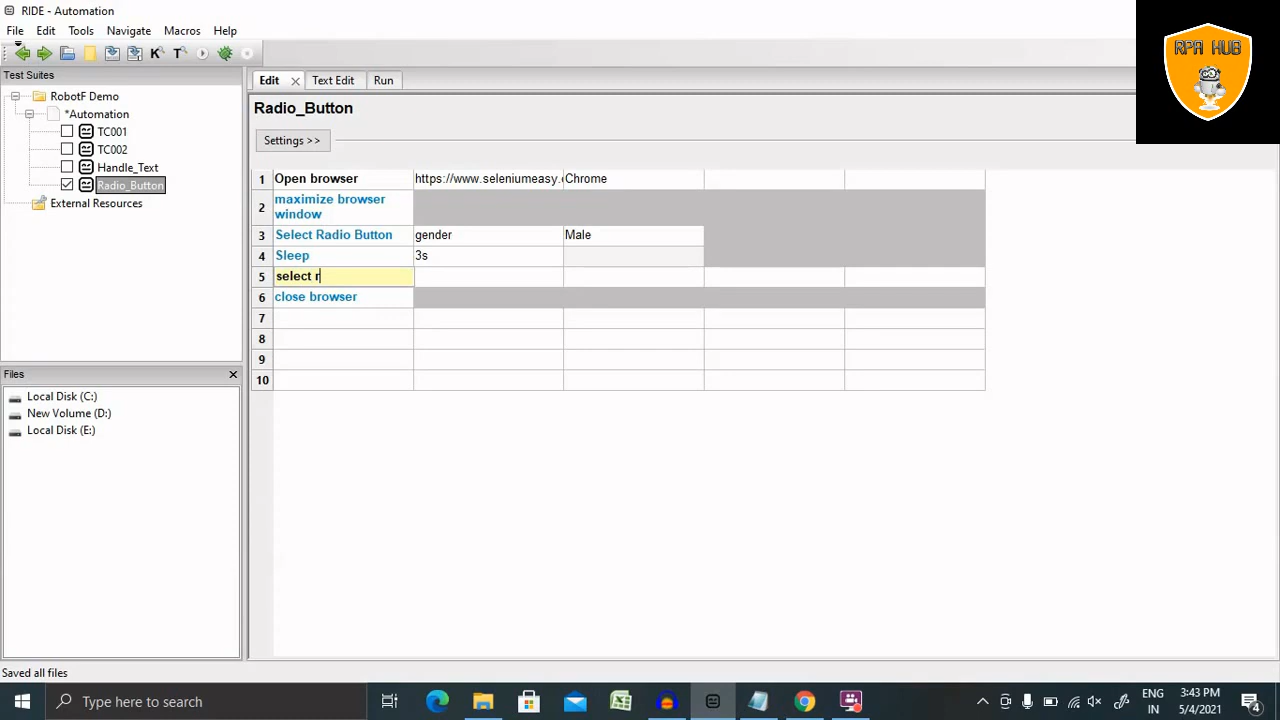 RIDE - Automation
File Edit Tools Navigate Macros Help
RPA HUB
Test Suites
RobotF Demo
*Automation
TC001
TC002
Handle_Text
Radio_Button
External Resources
Edit Text Edit Run
Radio_Button
Settings >>
1 Open browser https://www.seleniumeasy. Chrome
2 maximize browser window
3 Select Radio Button gender Male
4 Sleep 3s
5 select r
6 close browser
7
8
9
10
Files
Local Disk (C:)
New Volume (D:)
Local Disk (E:)
Saved all files
Type here to search
ENG
IN
3:43 PM
5/4/2021
4